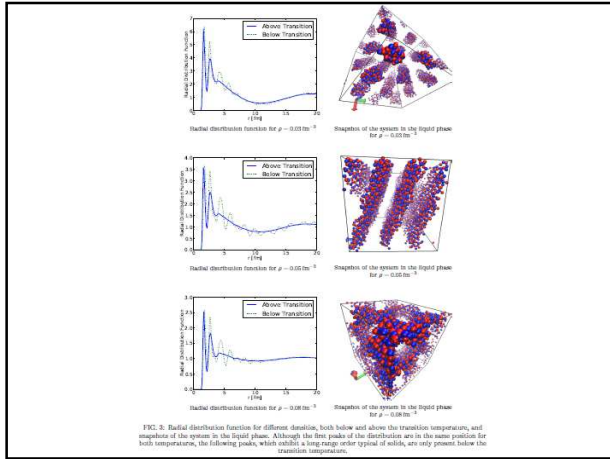 Above Transition
Below Transition
Radial Distribution Function
r [fm]
Radial distribution function for ρ = 0.03 fm⁻³
Snapshot of the system in the liquid phase
for ρ = 0.03 fm⁻³
Above Transition
Below Transition
Radial Distribution Function
r [fm]
Radial distribution function for ρ = 0.05 fm⁻³
Snapshot of the system in the liquid phase
for ρ = 0.05 fm⁻³
Above Transition
Below Transition
Radial Distribution Function
r [fm]
Radial distribution function for ρ = 0.08 fm⁻³
Snapshot of the system in the liquid phase
for ρ = 0.08 fm⁻³
FIG. 3: Radial distribution function for different densities, both below and above the transition temperature, and
snapshots of the system in the liquid phase. Although the first peaks of the distribution are in the same position for
both temperatures, the following peaks, which exhibit a long-range order typical of solids, are only present below the
transition temperature.